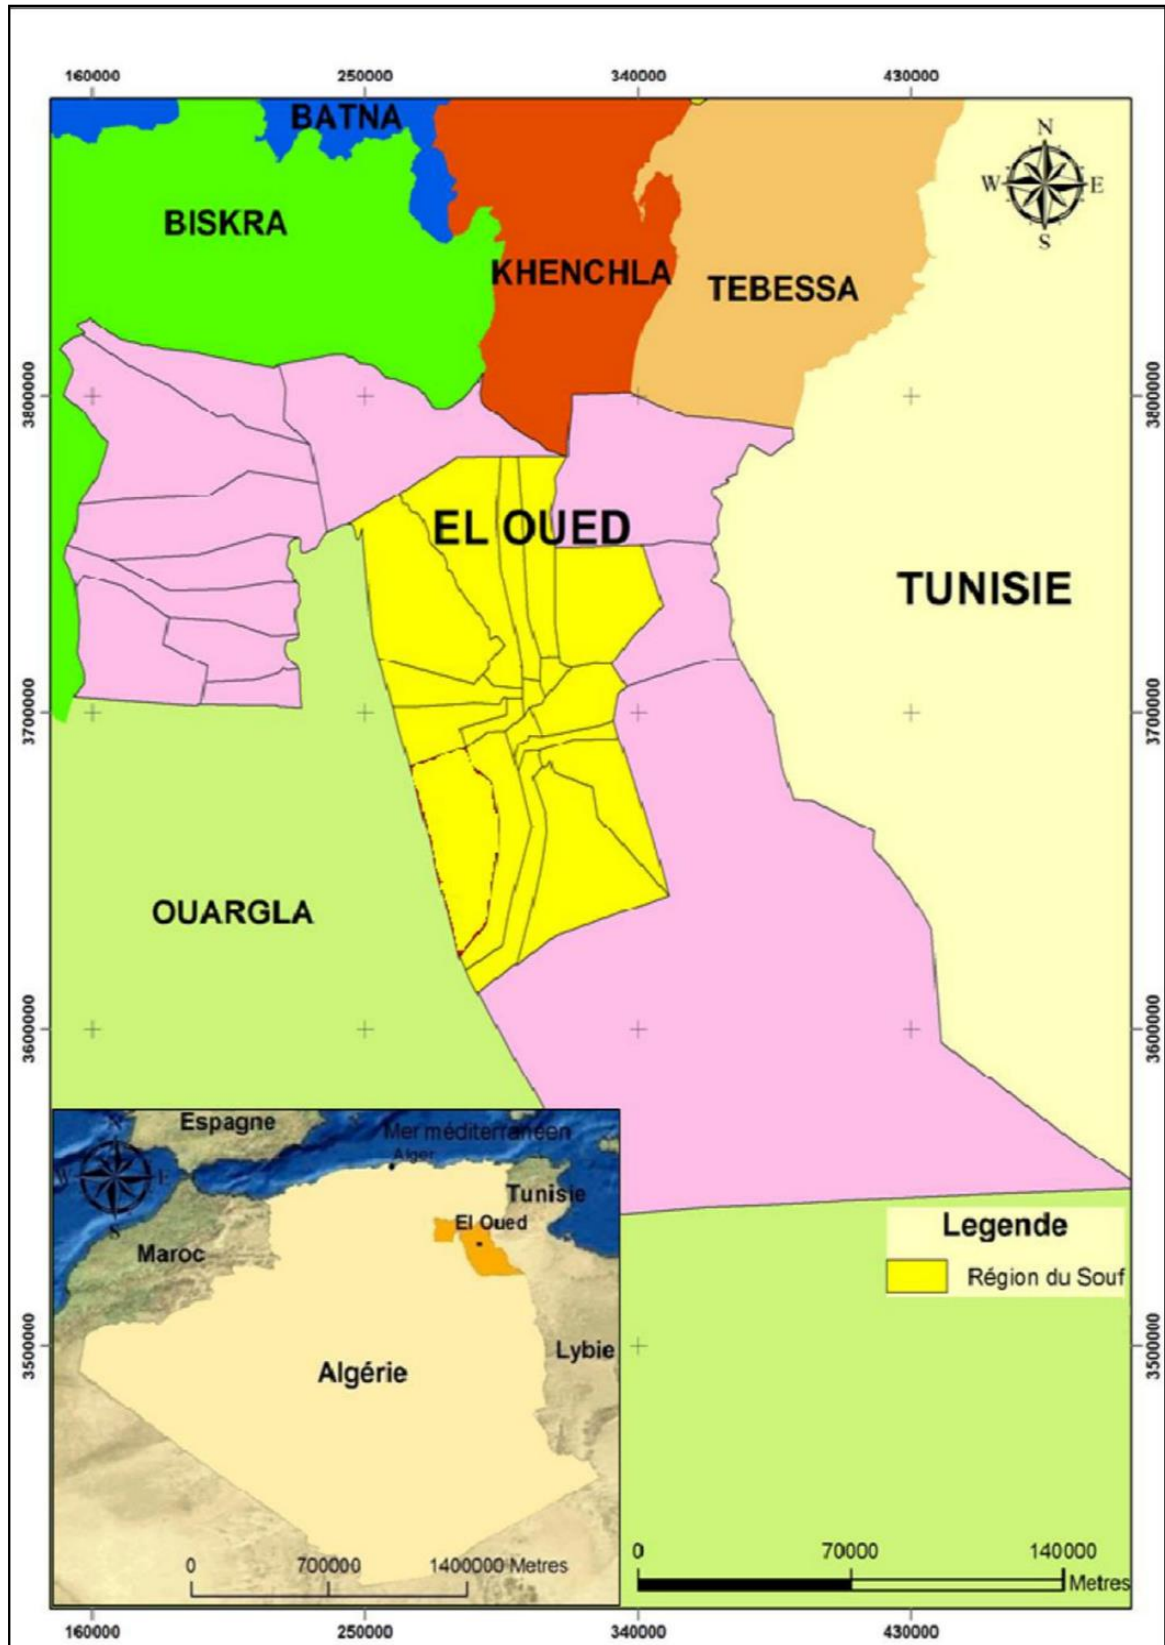 160000 250000 340000 430000
BATNA
N
W E
S
BISKRA
KHENCHLA
TEBESSA
3800000 3800000
EL OUED
TUNISIE
3700000 3700000
OUARGLA
3600000 3600000
Espagne
N
Mer méditerranéen
Alger
W E
Tunisie
S
El Oued
Maroc
Legende
Région du Souf
Lybie
3500000 3500000
Algérie
0 700000 1400000 Metres
0 70000 140000
Metres
160000 250000 340000 430000